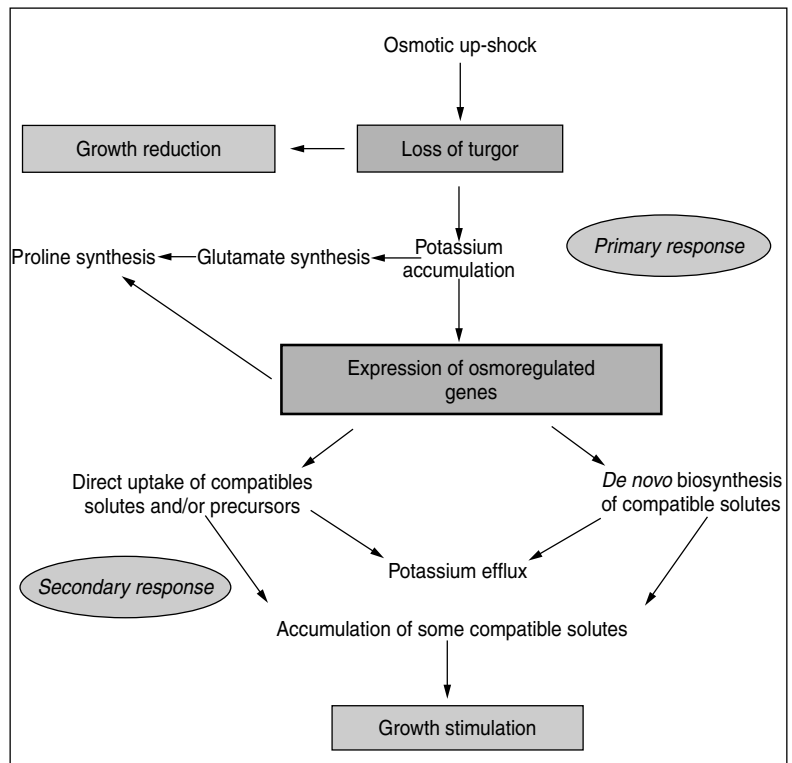 Osmotic up-shock
Growth reduction
Loss of turgor
Primary response
Proline synthesis
Glutamate synthesis
Potassium
accumulation
Expression of osmoregulated
genes
Direct uptake of compatibles
solutes and/or precursors
De novo biosynthesis
of compatible solutes
Potassium efflux
Secondary response
Accumulation of some compatible solutes
Growth stimulation